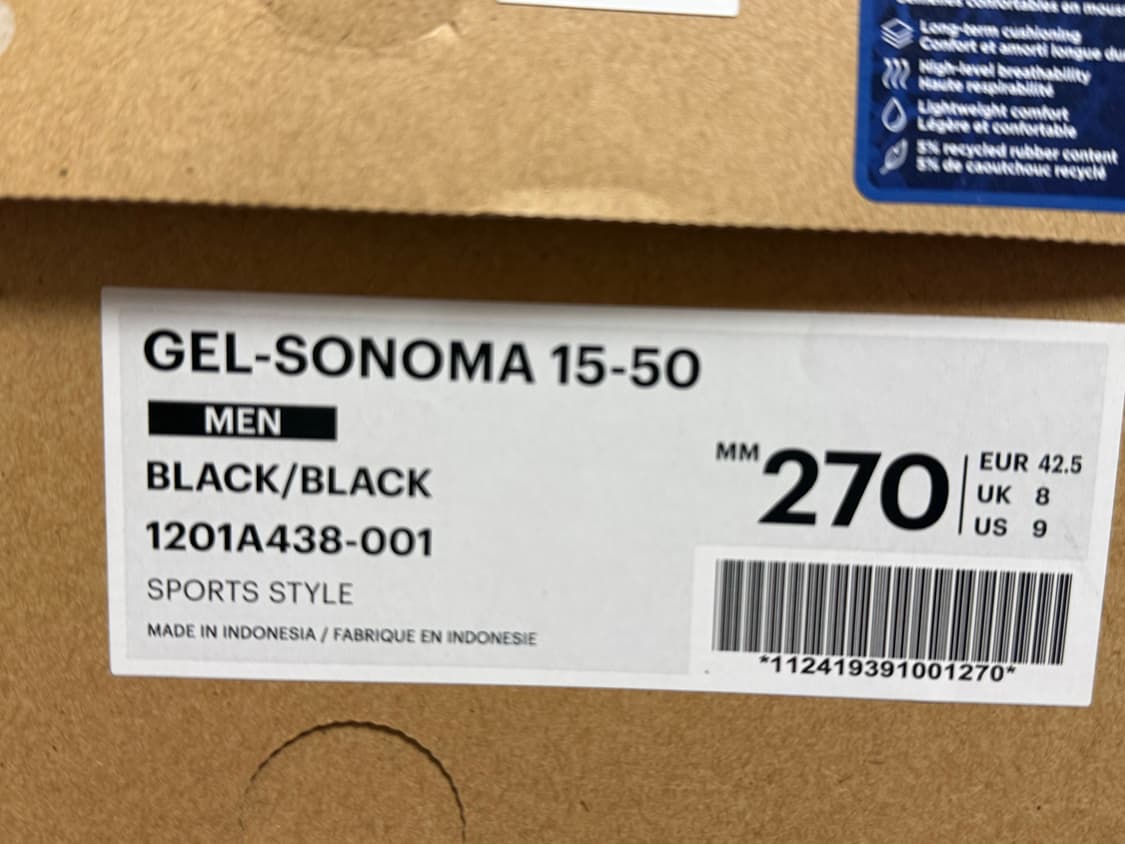 Long-term cushioning
Confort et amorti longue
High-level breathability
Haute respirabilité
Lightweight comfort
Légère et confortable
5% recycled rubber content
5% de caoutchouc recyclé
GEL-SONOMA 15-50
MEN
BLACK/BLACK
1201A438-001
SPORTS STYLE
MADE IN INDONESIA / FABRIQUE EN INDONESIE
MM 270
EUR 42.5
UK 8
US 9
*112419391001270*